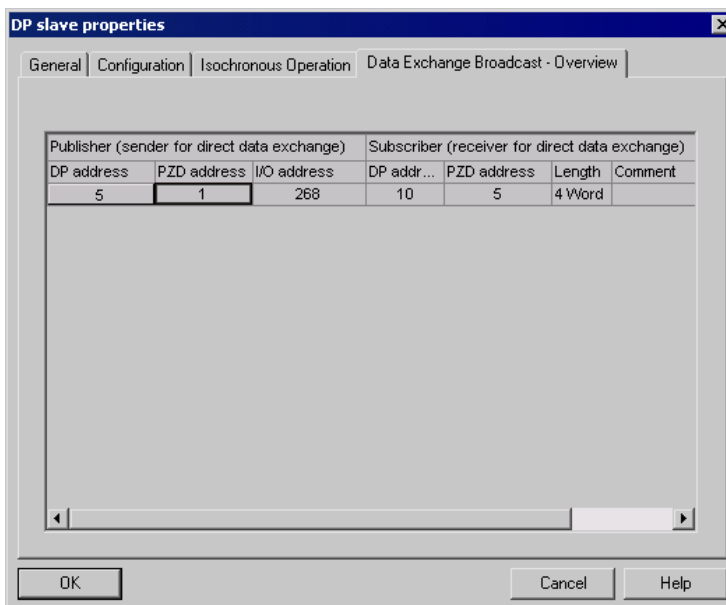 DP slave properties
General Configuration Isochronous Operation Data Exchange Broadcast - Overview
Publisher (sender for direct data exchange) Subscriber (receiver for direct data exchange)
DP address PZD address I/O address DP addr... PZD address Length Comment
5 1 268 10 5 4 Word
OK Cancel Help